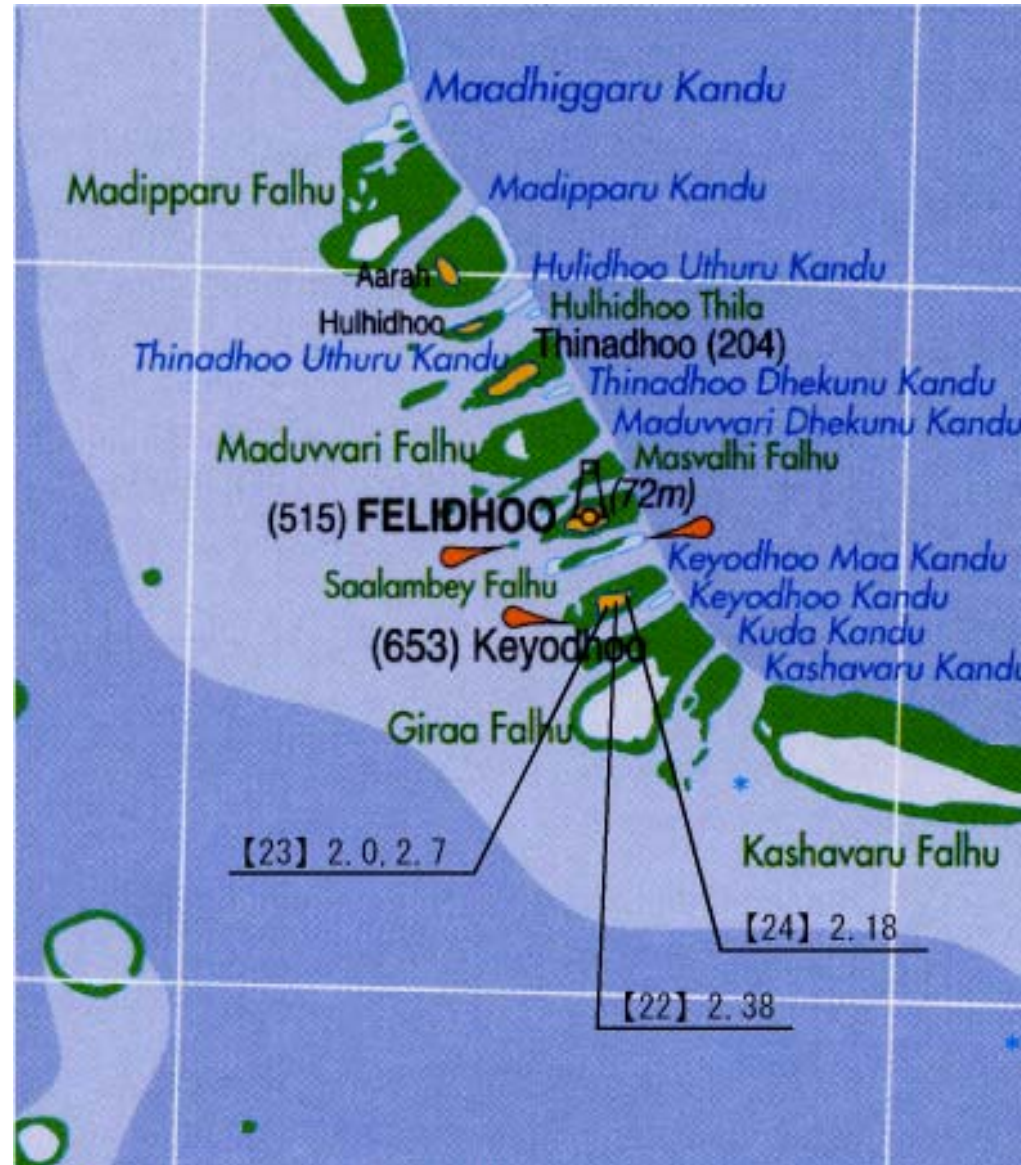 Maadhiggaru Kandu
Madipparu Falhu
Madipparu Kandu
Hulidhoo Uthuru Kandu
Aarah
Hulhidhoo Thila
Hulhidhoo
Thinadhoo (204)
Thinadhoo Uthuru Kandu
Thinadhoo Dhekunu Kandu
Maduvvari Dhekunu Kandu
Maduvvari Falhu
Masvalhi Falhu
(72m)
(515) FELIDHOO
Keyodhoo Maa Kandu
Saalambey Falhu
Keyodhoo Kandu
Kuda Kandu
(653) Keyodhoo
Kashavaru Kandu
Giraa Falhu
【23】2.0, 2.7
Kashavaru Falhu
【24】2.18
【22】2.38